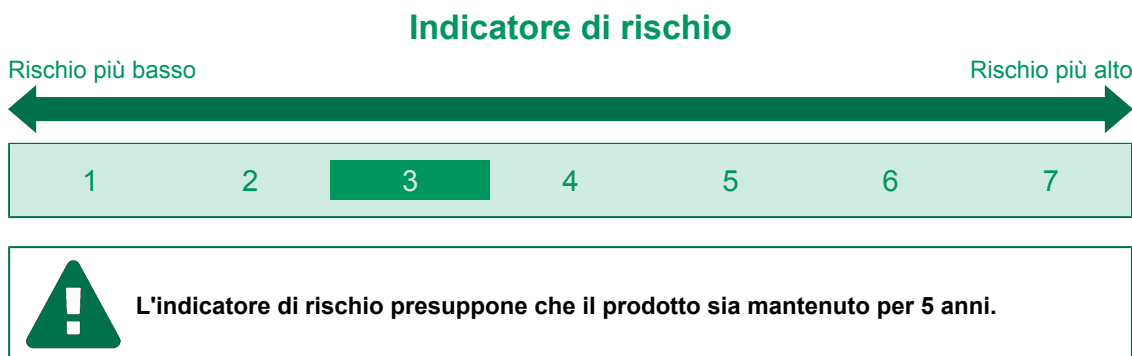 Indicatore di rischio
Rischio più basso Rischio più alto
1 2 3 4 5 6 7
L'indicatore di rischio presuppone che il prodotto sia mantenuto per 5 anni.